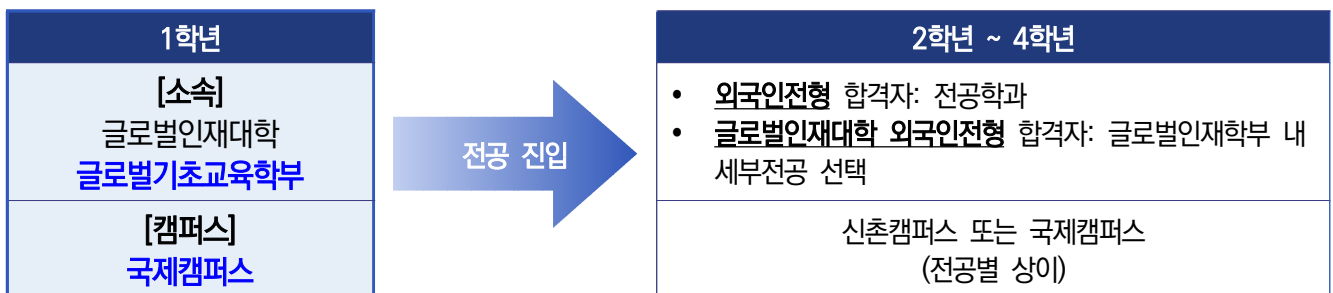 1학년
[소속]
글로벌인재대학
글로벌기초교육학부
[캠퍼스]
국제캠퍼스
전공 진입
2학년 ~ 4학년
• 외국인전형 합격자: 전공학과
• 글로벌인재대학 외국인전형 합격자: 글로벌인재학부 내
세부전공 선택
신촌캠퍼스 또는 국제캠퍼스
(전공별 상이)